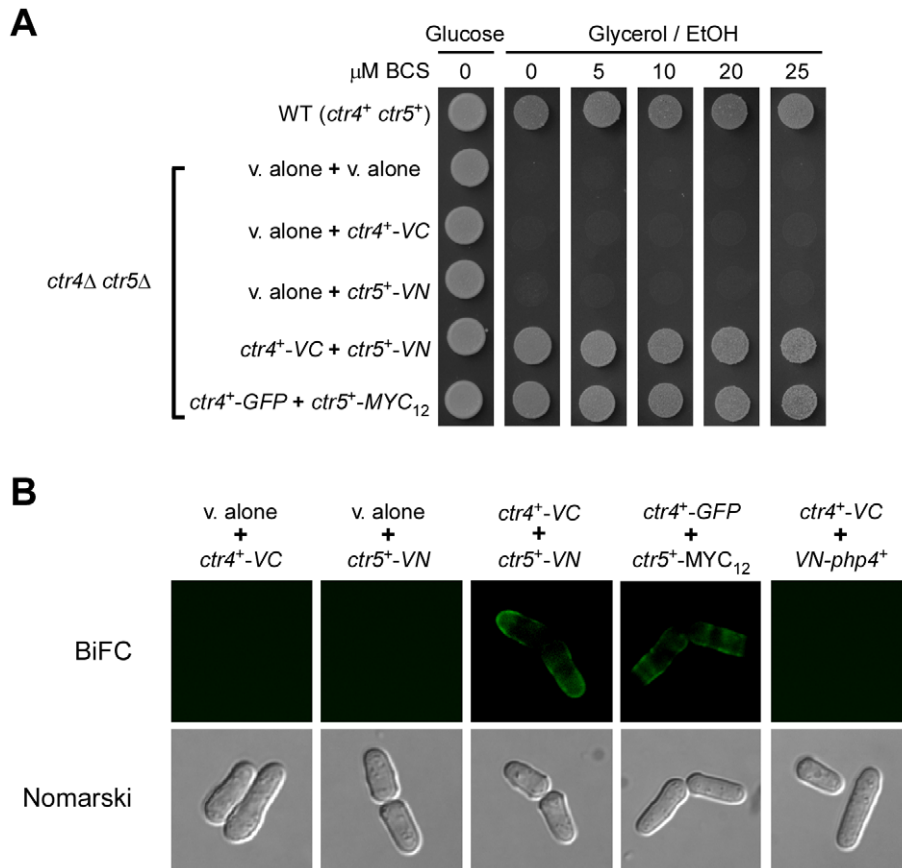 A
Glucose Glycerol / EtOH
μM BCS 0 0 5 10 20 25
WT (ctr4⁺ ctr5⁺)
v. alone + v. alone
v. alone + ctr4⁺-VC
ctr4Δ ctr5Δ
v. alone + ctr5⁺-VN
ctr4⁺-VC + ctr5⁺-VN
ctr4⁺-GFP + ctr5⁺-MYC₁₂
B
v. alone v. alone ctr4⁺-VC ctr4⁺-GFP ctr4⁺-VC
+ + + + +
ctr4⁺-VC ctr5⁺-VN ctr5⁺-VN ctr5⁺-MYC₁₂ VN-php4⁺
BiFC
Nomarski